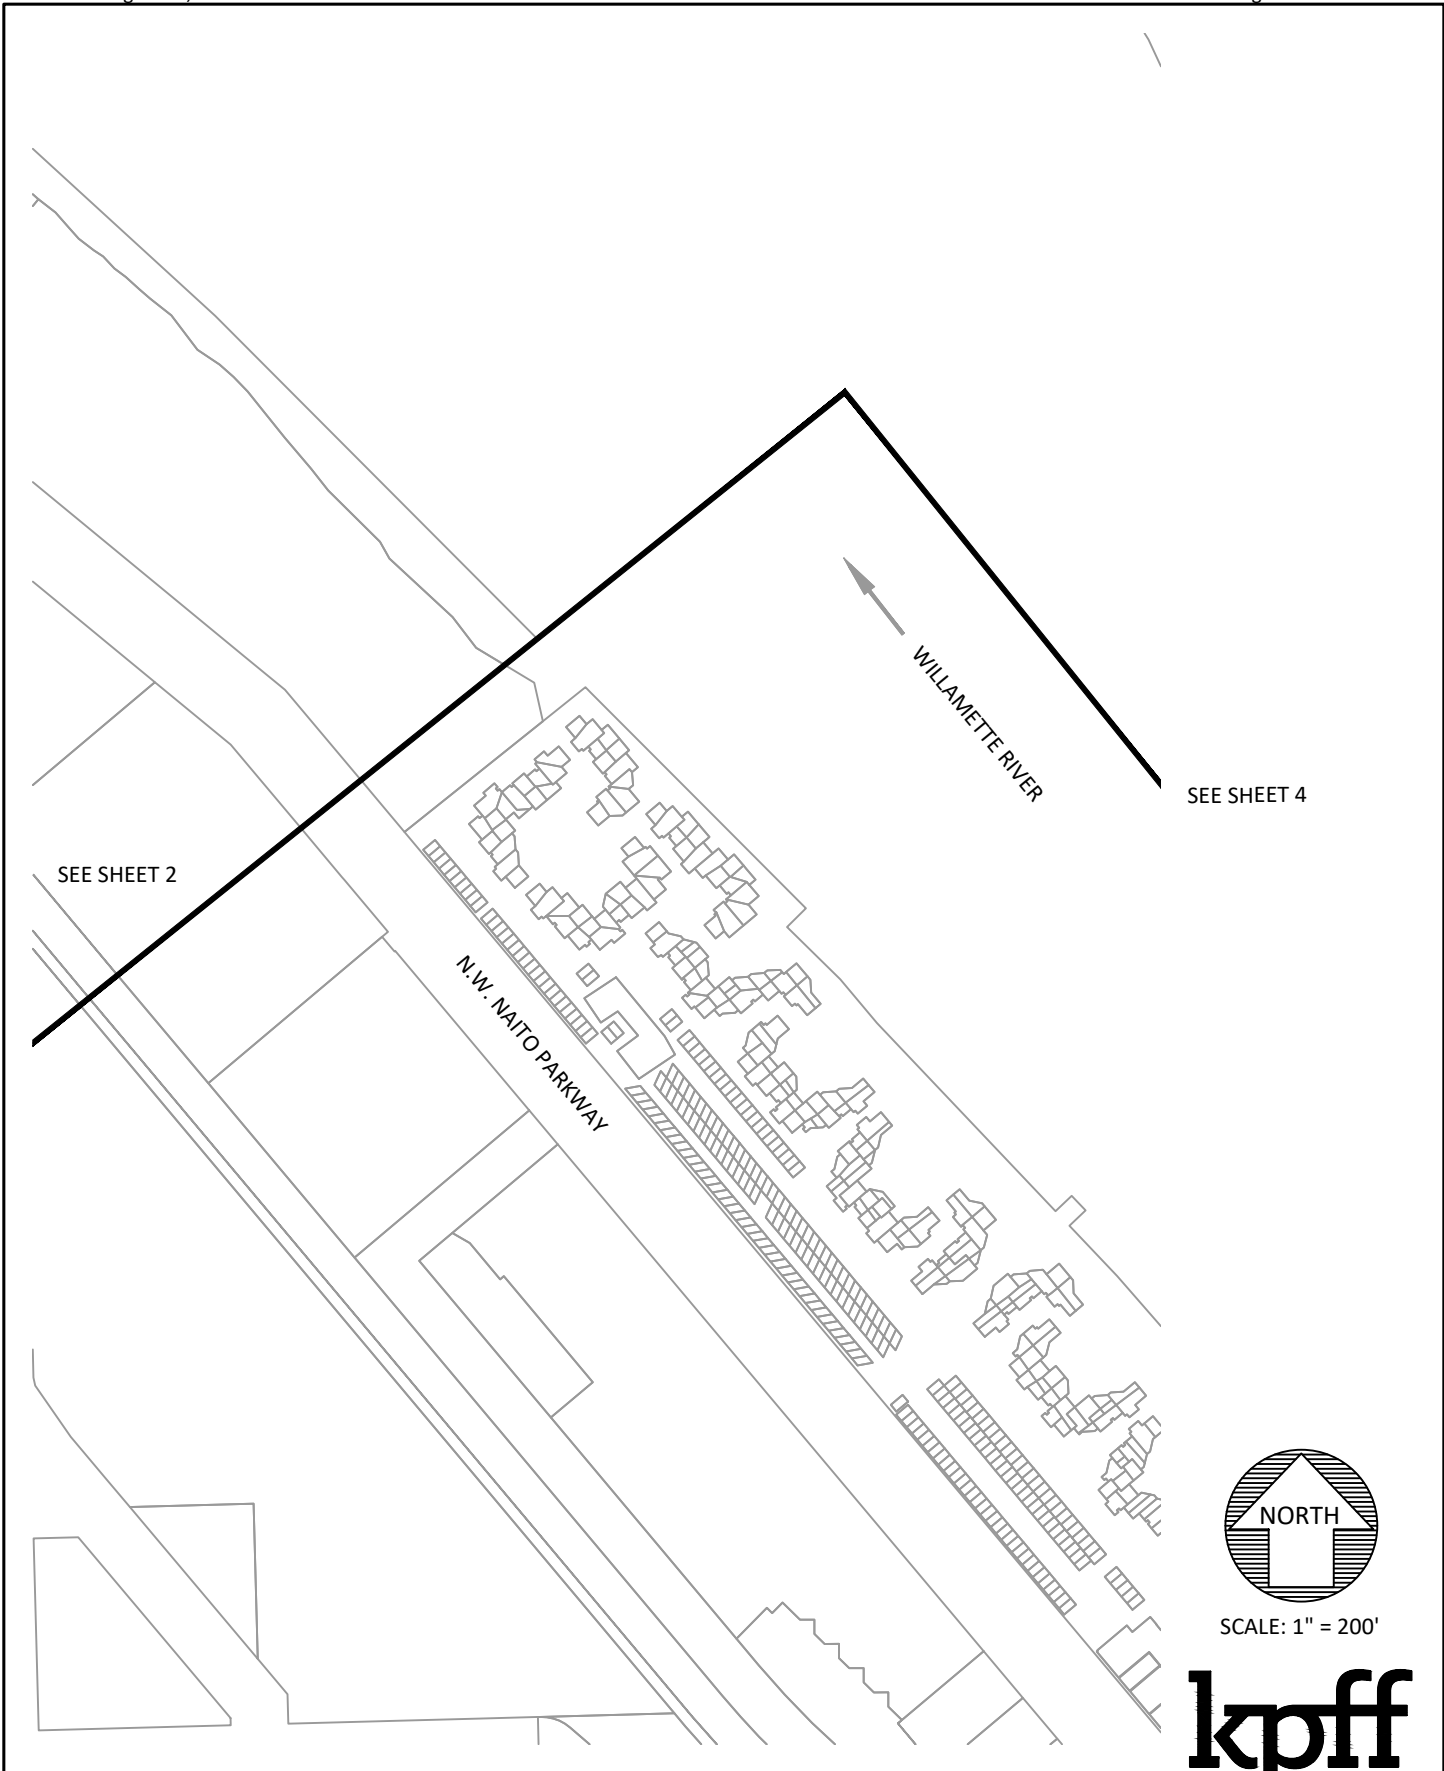 WILLAMETTE RIVER
SEE SHEET 4
SEE SHEET 2
N.W. NAITO PARKWAY
NORTH
SCALE: 1" = 200'
kpff